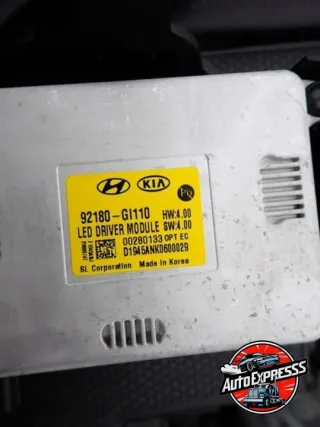 HYUNDAI KIA PQ
92180-GI110 HW:4.00
LED DRIVER MODULE SW:4.00
00280133 OPT EC
D1945ANK0600029
SL Corporation Made in Korea
AUTOEXPRESSS